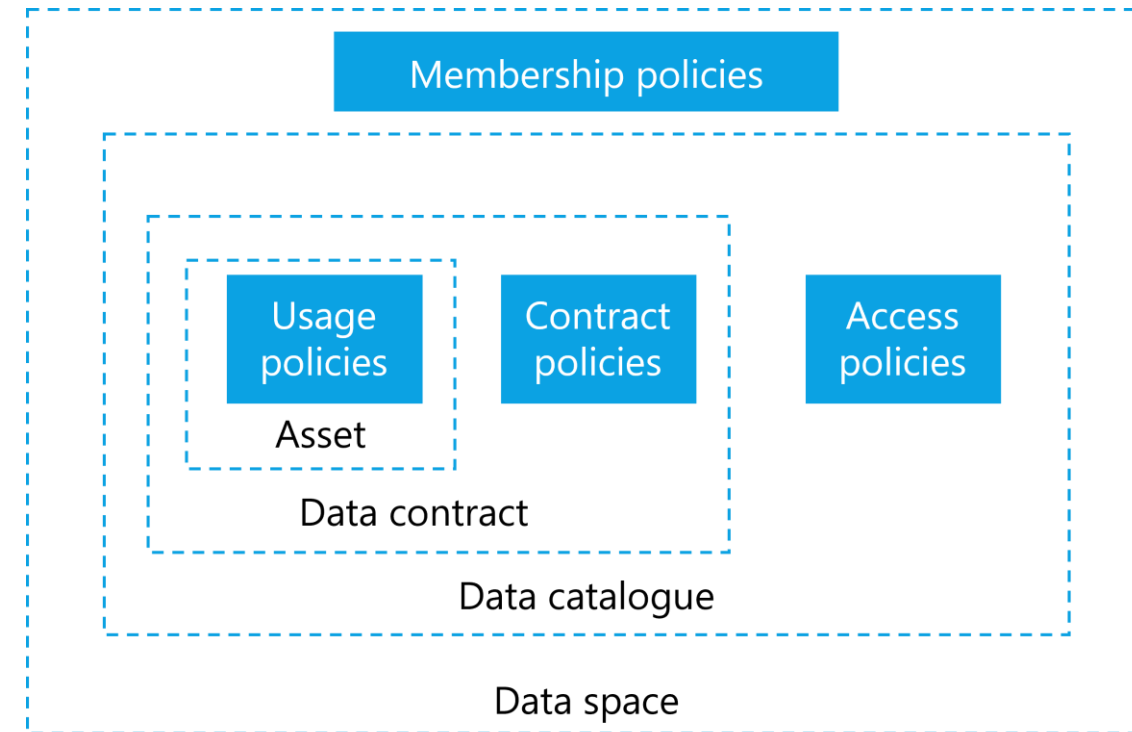 Membership policies
Usage
policies
Contract
policies
Access
policies
Asset
Data contract
Data catalogue
Data space